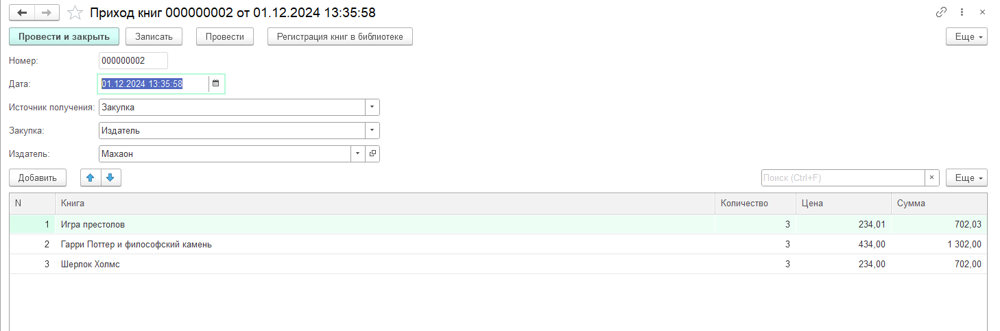 Приход книг 000000002 от 01.12.2024 13:35:58
Провести и закрыть Записать Провести Регистрация книг в библиотеке Еще
Номер: 000000002
Дата: 01.12.2024 13:35:58
Источник получения: Закупка
Закупка: Издатель
Издатель: Махаон
Добавить Поиск (Ctrl+F) × Еще
N Книга Количество Цена Сумма
1 Игра престолов 3 234,01 702,03
2 Гарри Поттер и философский камень 3 434,00 1 302,00
3 Шерлок Холмс 3 234,00 702,00